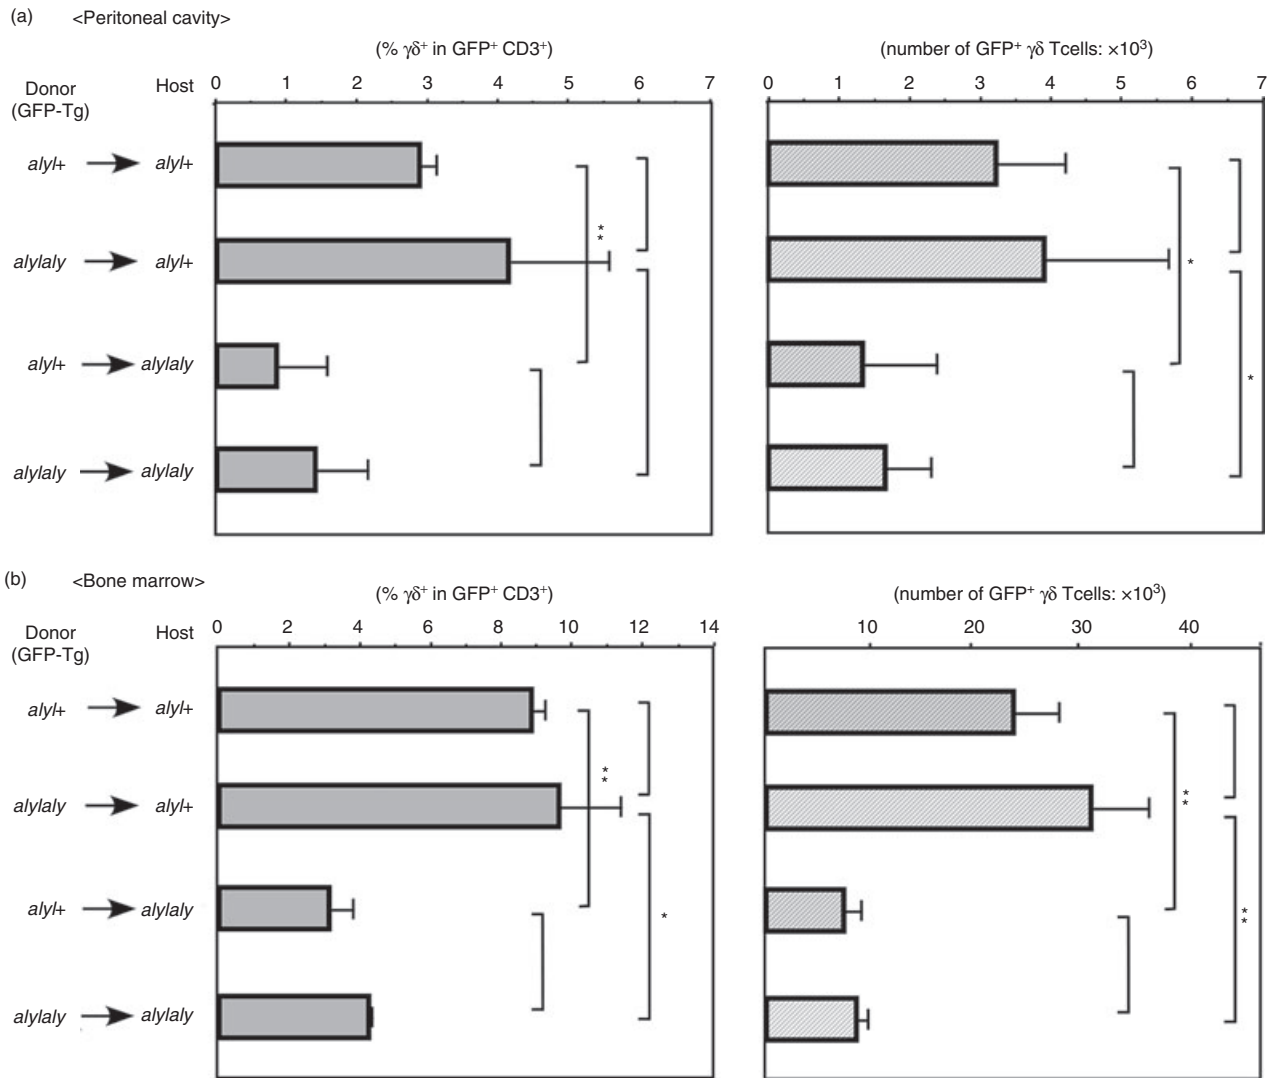 (a) <Peritoneal cavity>
(% γδ⁺ in GFP⁺ CD3⁺) (number of GFP⁺ γδ Tcells: ×10³)
Donor Host 0 1 2 3 4 5 6 7 0 1 2 3 4 5 6 7
(GFP-Tg)
aly/+ aly/+
**
aly/aly aly/+ *
aly/+ aly/aly
*
aly/aly aly/aly
(b) <Bone marrow>
(% γδ⁺ in GFP⁺ CD3⁺) (number of GFP⁺ γδ Tcells: ×10³)
Donor Host 0 2 4 6 8 10 12 14 10 20 30 40
(GFP-Tg)
aly/+ aly/+
** **
aly/aly aly/+
aly/+ aly/aly * **
aly/aly aly/aly